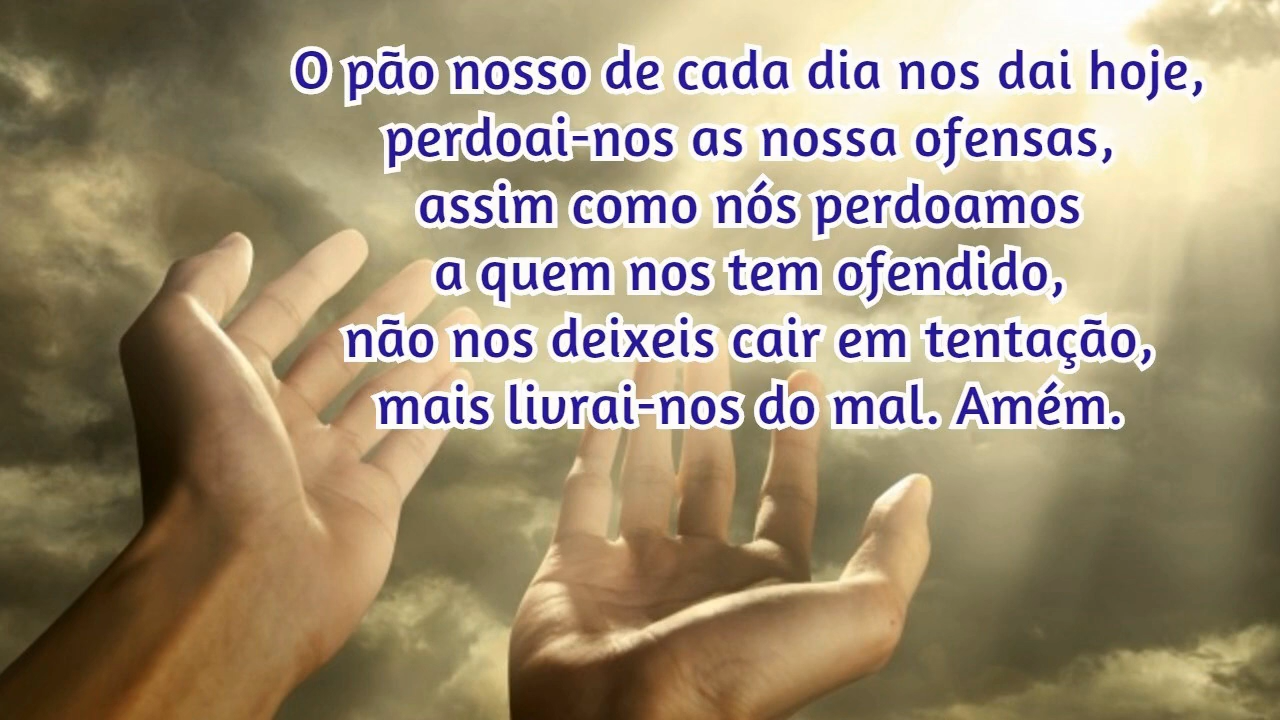 O pão nosso de cada dia nos dai hoje,
perdoai-nos as nossa ofensas,
assim como nós perdoamos
a quem nos tem ofendido,
não nos deixeis cair em tentação,
mais livrai-nos do mal. Amém.